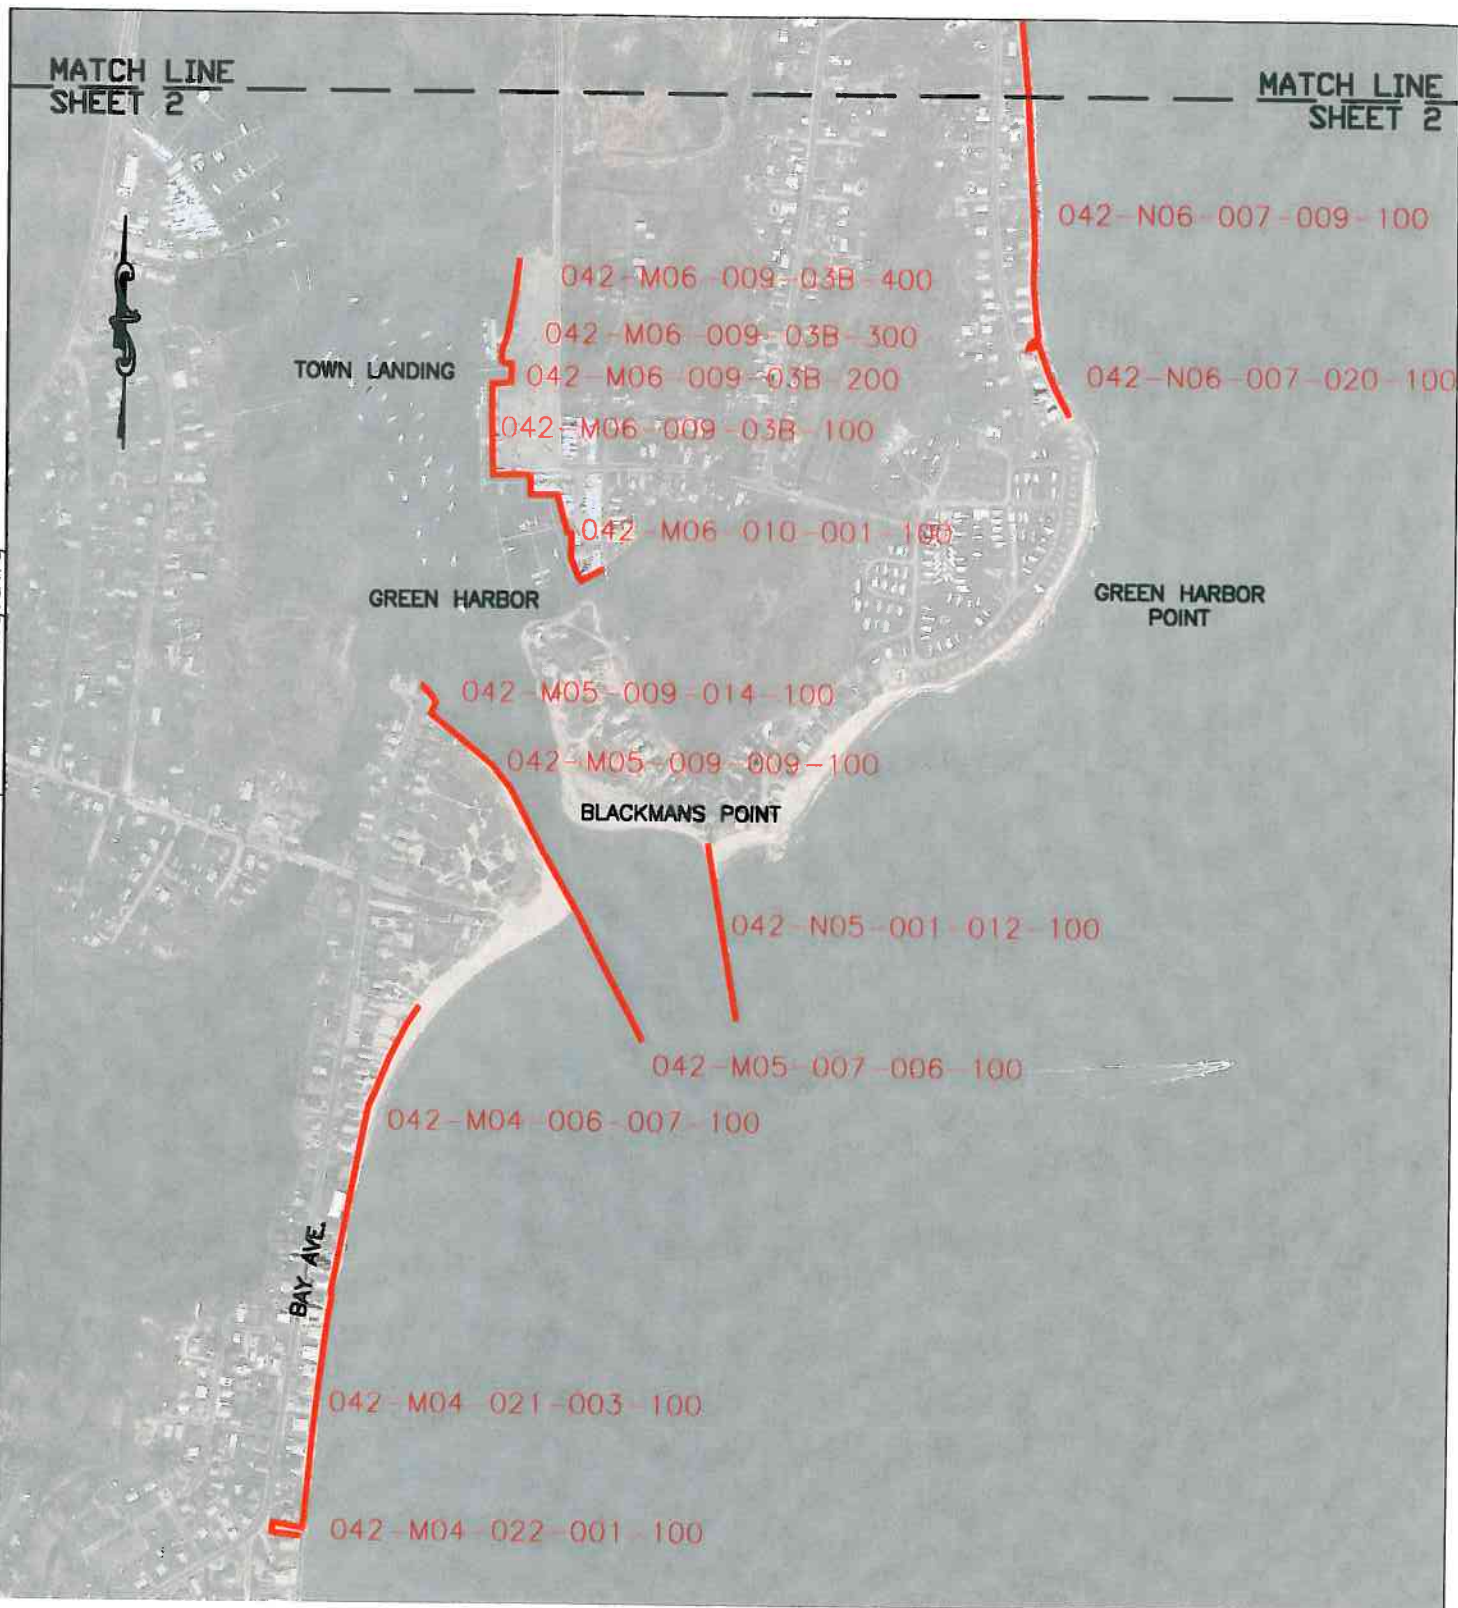 MATCH LINE
SHEET 2
MATCH LINE
SHEET 2
042-N06-007-009-100
042-M06-009-03B-400
042-M06-009-03B-300
TOWN LANDING
042-M06-009-03B-200
042-N06-007-020-100
042-M06-009-03B-100
042-M06-010-001-100
GREEN HARBOR
GREEN HARBOR
POINT
042-M05-009-014-100
042-M05-009-009-100
BLACKMANS POINT
042-N05-001-012-100
042-M05-007-006-100
042-M04-006-007-100
BAY AVE.
042-M04-021-003-100
042-M04-022-001-100